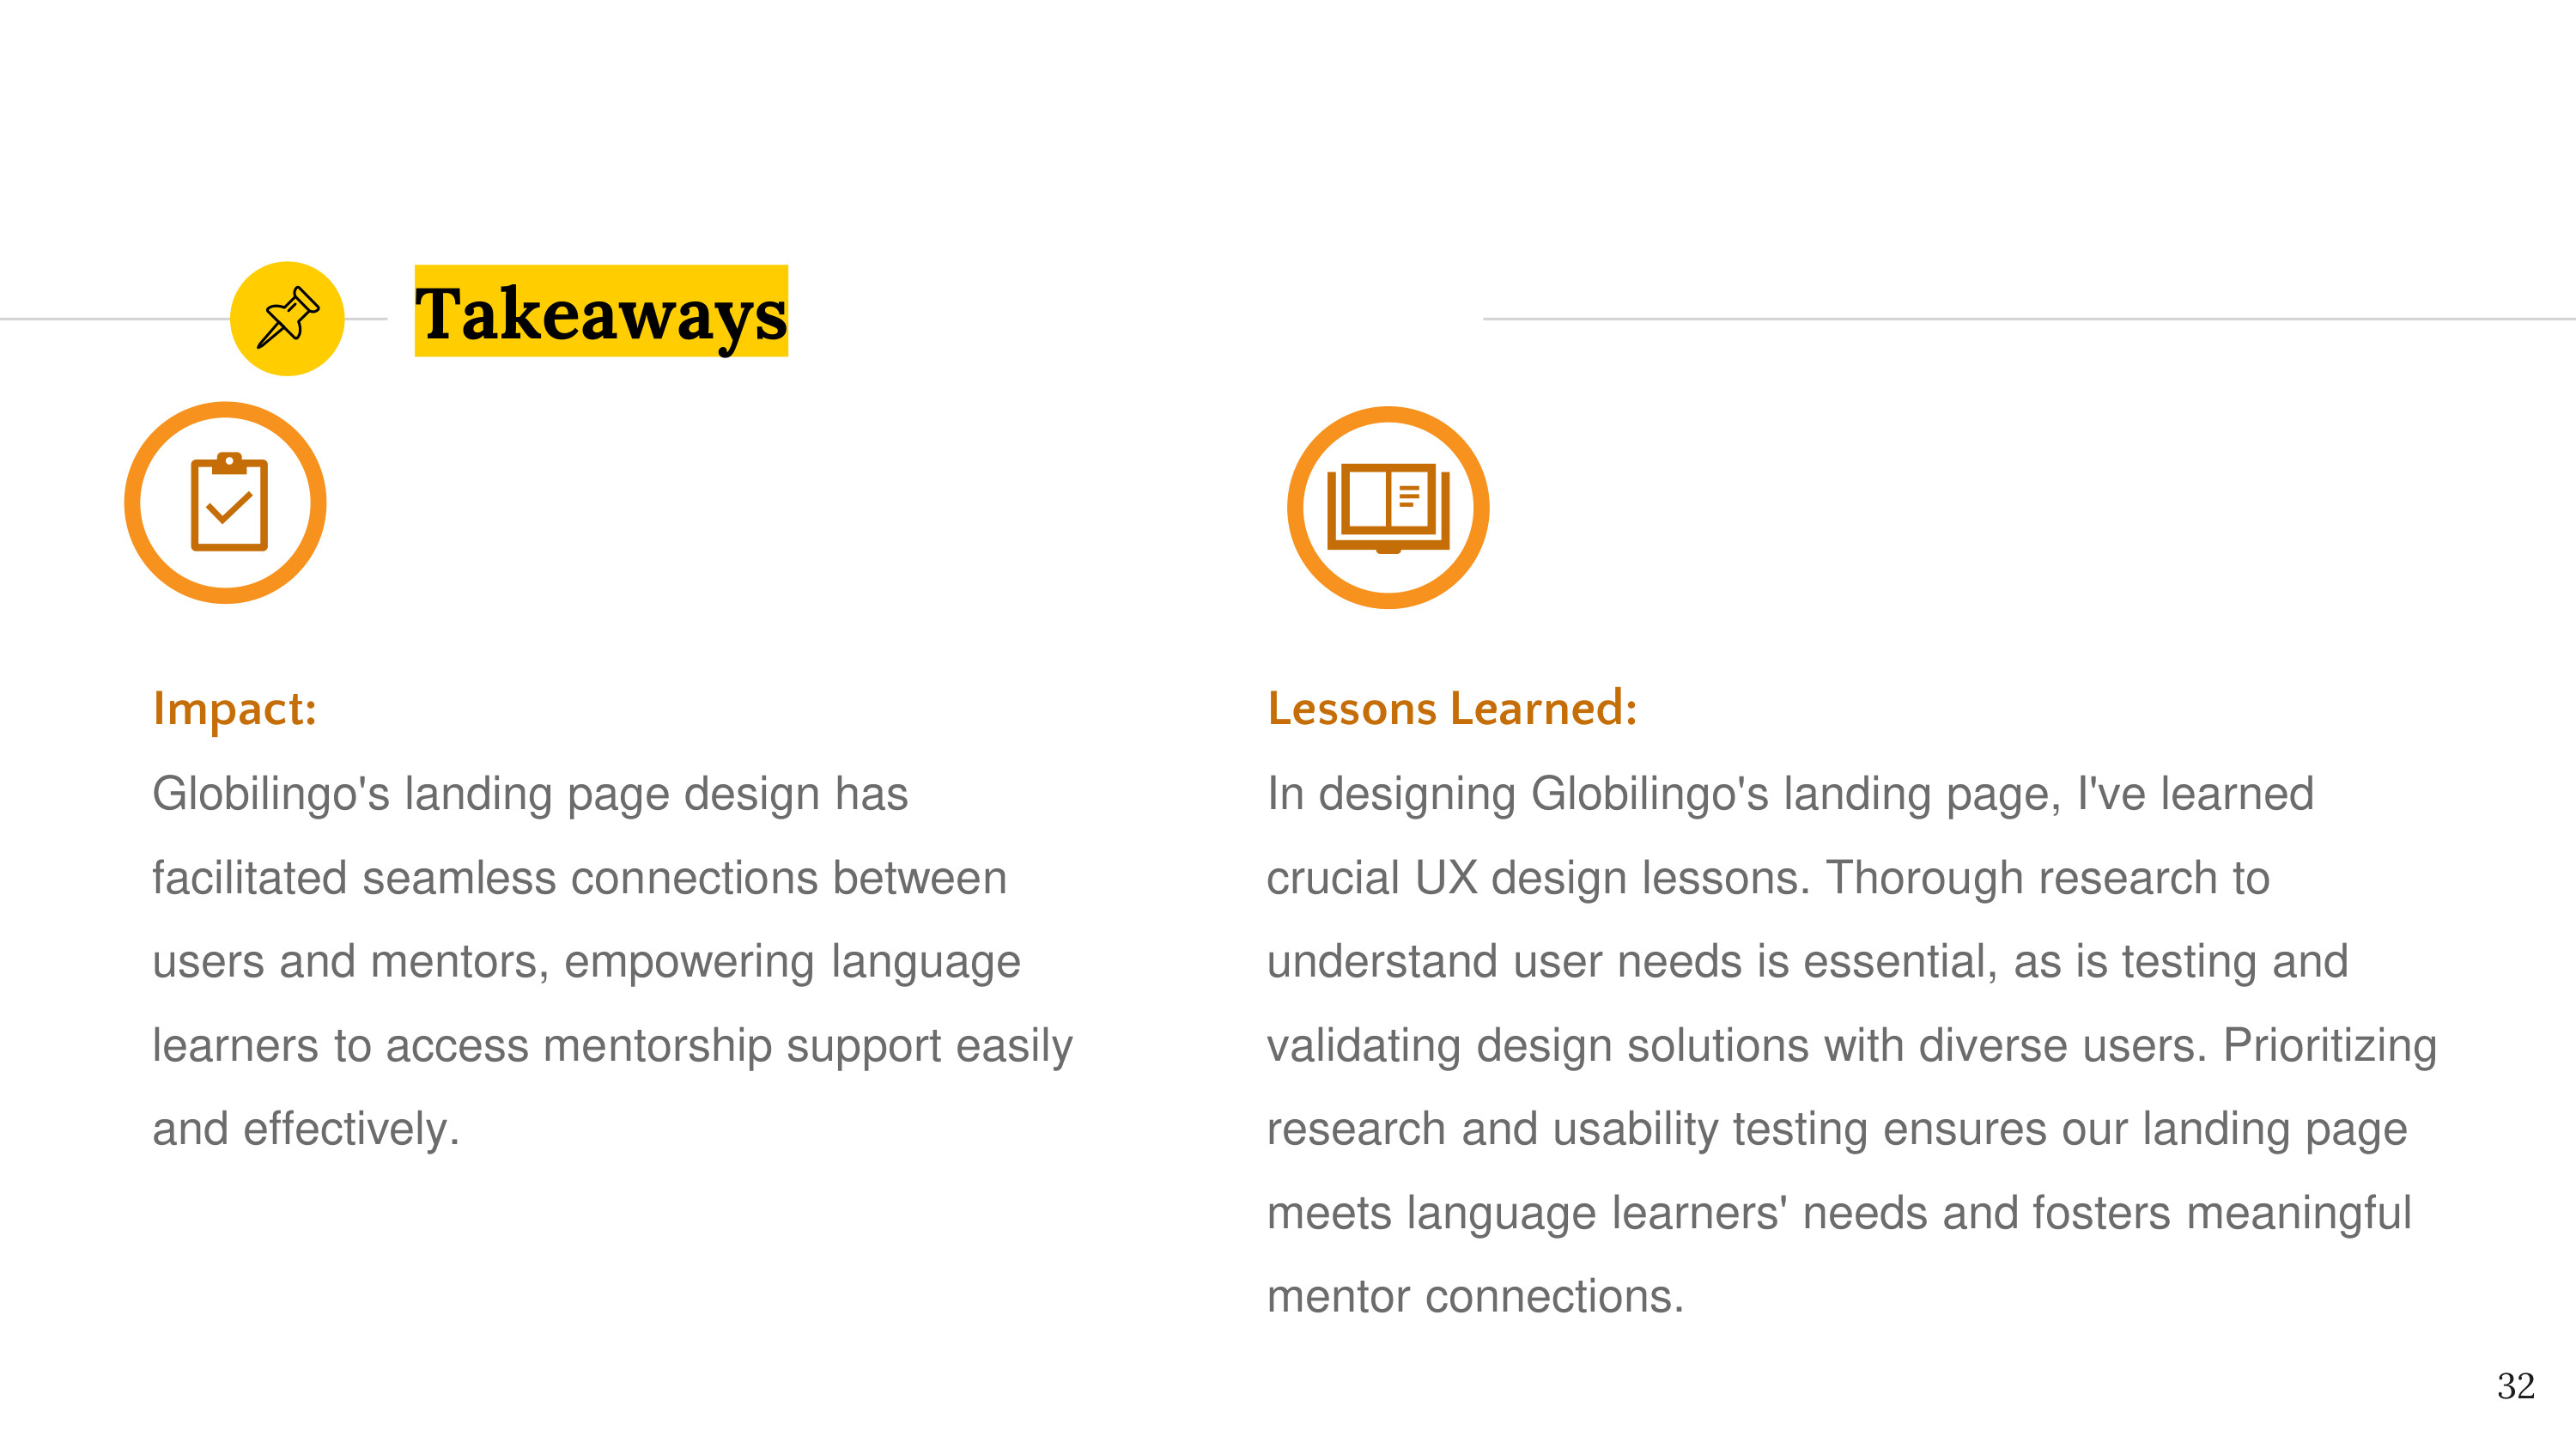 Takeaways
Impact:
Globilingo's landing page design has
facilitated seamless connections between
users and mentors, empowering language
learners to access mentorship support easily
and effectively.
Lessons Learned:
In designing Globilingo's landing page, I've learned
crucial UX design lessons. Thorough research to
understand user needs is essential, as is testing and
validating design solutions with diverse users. Prioritizing
research and usability testing ensures our landing page
meets language learners' needs and fosters meaningful
mentor connections.
32